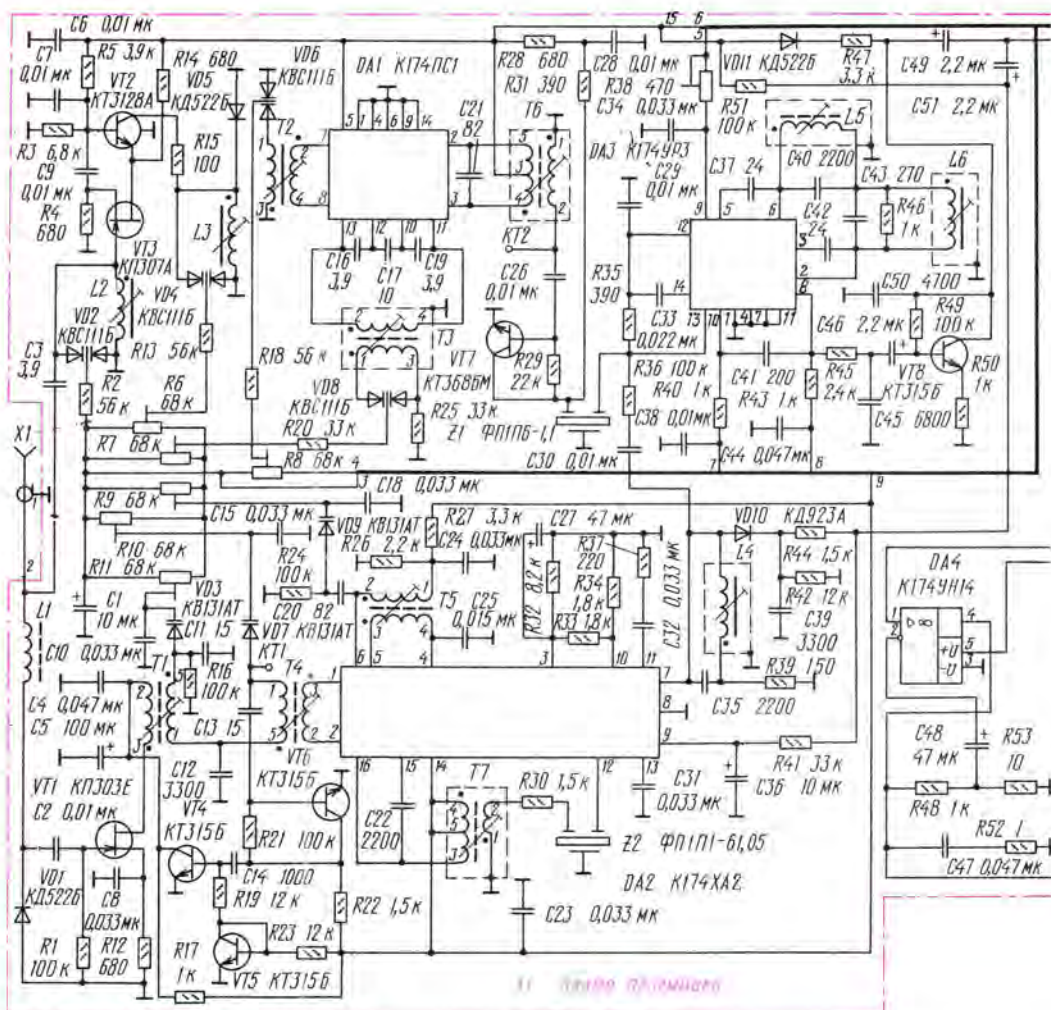 C6 0,01 мк
C7 0,01 мк
R5 3,9 к
R14 680
VD6 КВС111Б
DA1 К174ПС1
R28 680
R31 390
C28 0,01 мк
R38 470
C34 0,033 мк
VD11 КД522Б
R47 3,3 к
C49 2,2 мк
C51 2,2 мк
VT2 КТ3128А
VD5 КД522Б
R3 6,8 к
C9 0,01 мк
R4 680
R15 100
T2
C21 82
T6
R51 100 к
L5
DA3 К174УР3
C29 0,01 мк
C37 24
C40 2200
C43 270
L6
C42 24
R46 1 к
VT3 КП307А
L3
L2
VD4 КВС111Б
VD2 КВС111Б
R13 56 к
C3 3,9
R2 56 к
R6 68 к
C16 3,9
C17 10
C19 3,9
КТ2
C26 0,01 мк
R35 390
C33 0,022 мк
C50 4700
R49 100 к
C46 2,2 мк
T3
VT7 КТ368БМ
R29 22 к
R18 56 к
VD8 КВС111Б
R20 33 к
R25 33 к
Z1 ФП1П6-1,1
R36 100 к
R40 1 к
C41 200
R43 1 к
R45 2,4 к
VT8 КТ315Б
R50 1 к
C38 0,01 мк
C45 6800
C30 0,01 мк
C44 0,047 мк
X1
R7 68 к
R8 68 к
R9 68 к
C18 0,033 мк
C15 0,033 мк
VD9 КВ131АТ
R27 3,3 к
R26 2,2 к
C24 0,033 мк
C27 47 мк
R37 220
VD10 КД923А
R44 1,5 к
R10 68 к
R11 68 к
VD3 КВ131АТ
R24 100 к
C20 82
R32 8,2 к
R34 1,8 к
R33 1,8 к
C32 0,033 мк
L4
R42 12 к
C39 3300
DA4 К174УН14
▷ ∞
+U
-U
L1
C1 10 мк
C11 15
C10 0,033 мк
VD7 КВ131АТ
КТ1
T5
C25 0,015 мк
C4 0,047 мк
C5 100 мк
T1
R16 100 к
C13 15
T4
R39 150
C35 2200
C48 47 мк
R53 10
VT1 КП303Е
C2 0,01 мк
C12 3300
VT6 КТ315Б
VT4 КТ315Б
R21 100 к
C22 2200
T7
R30 1,5 к
C31 0,033 мк
C36 10 мк
R41 33 к
R48 1 к
R52 1
C47 0,047 мк
Z2 ФП1П1-61,05
DA2 К174ХА2
VD1 КД522Б
C8 0,033 мк
C14 1000
R19 12 к
R22 1,5 к
R23 12 к
C23 0,033 мк
R1 100 к
R12 680
R17 1 к
VT5 КТ315Б